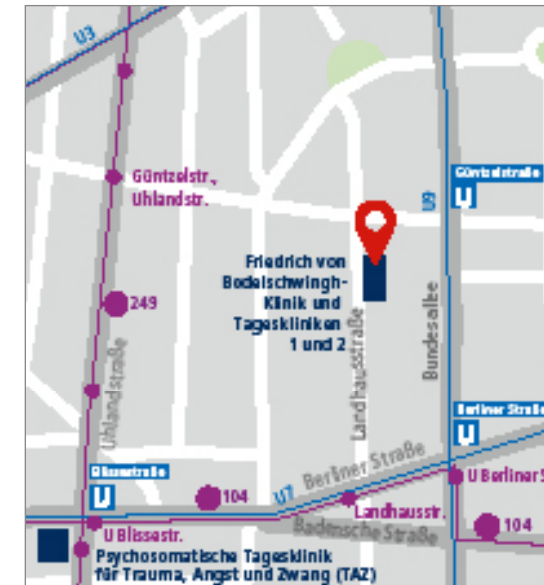 U3
Güntzelstr.,
Uhlandstr.
Güntzelstraße
U
U9
Friedrich von
Bodelschwingh-
Klinik und
Tageskliniken
1 und 2
249
Uhlandstraße
Landhausstraße
Bundesallee
Berliner Straße
U
Blissestraße
U
104
U7
Berliner Straße
Landhausstr.
U Berliner S
Badensche Straße
104
U Blissestr.
Psychosomatische Tagesklinik
für Trauma, Angst und Zwang (TAZ)